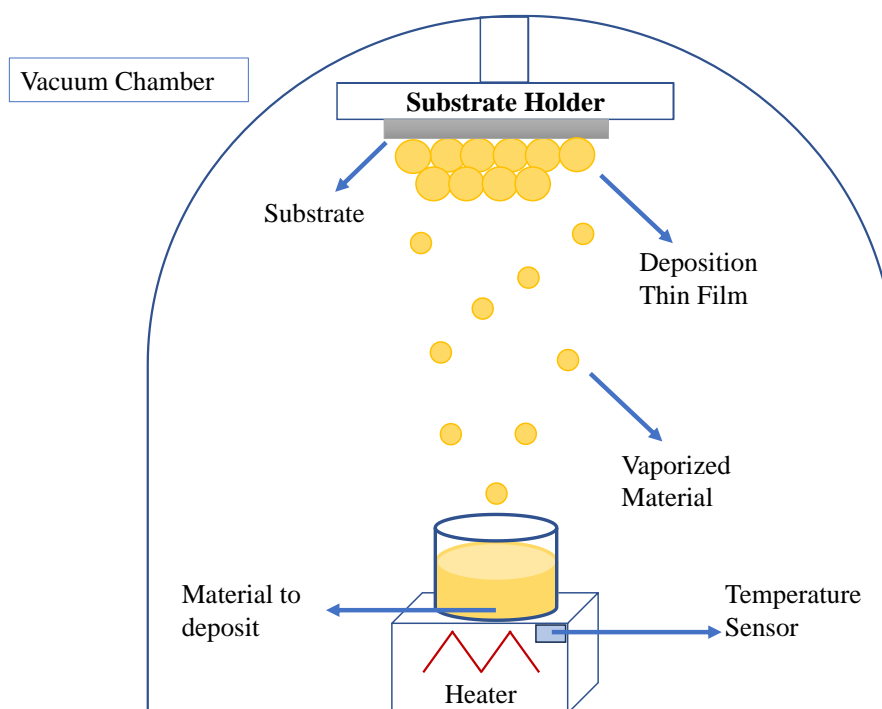 Vacuum Chamber
Substrate Holder
Substrate
Deposition
Thin Film
Vaporized
Material
Material to
deposit
Temperature
Sensor
Heater